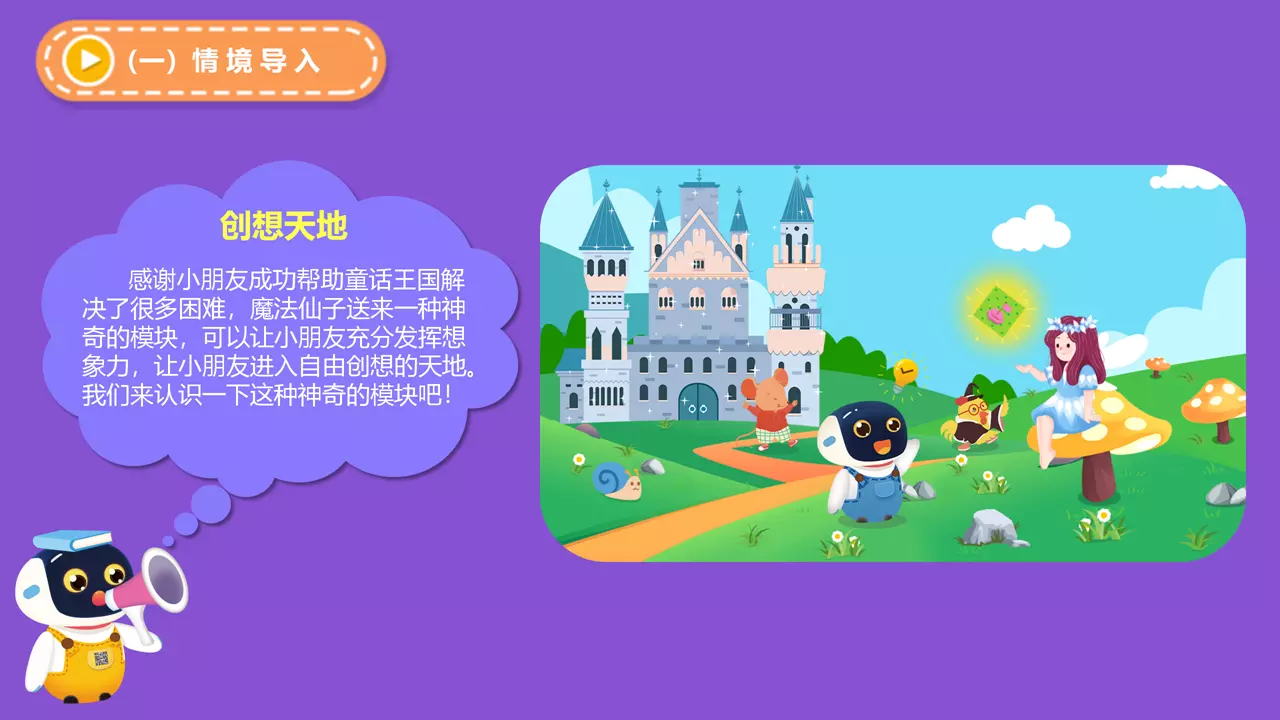 (一) 情境导入
创想天地
感谢小朋友成功帮助童话王国解
决了很多困难，魔法仙子送来一种神
奇的模块，可以让小朋友充分发挥想
象力，让小朋友进入自由创想的天地。
我们来认识一下这种神奇的模块吧！